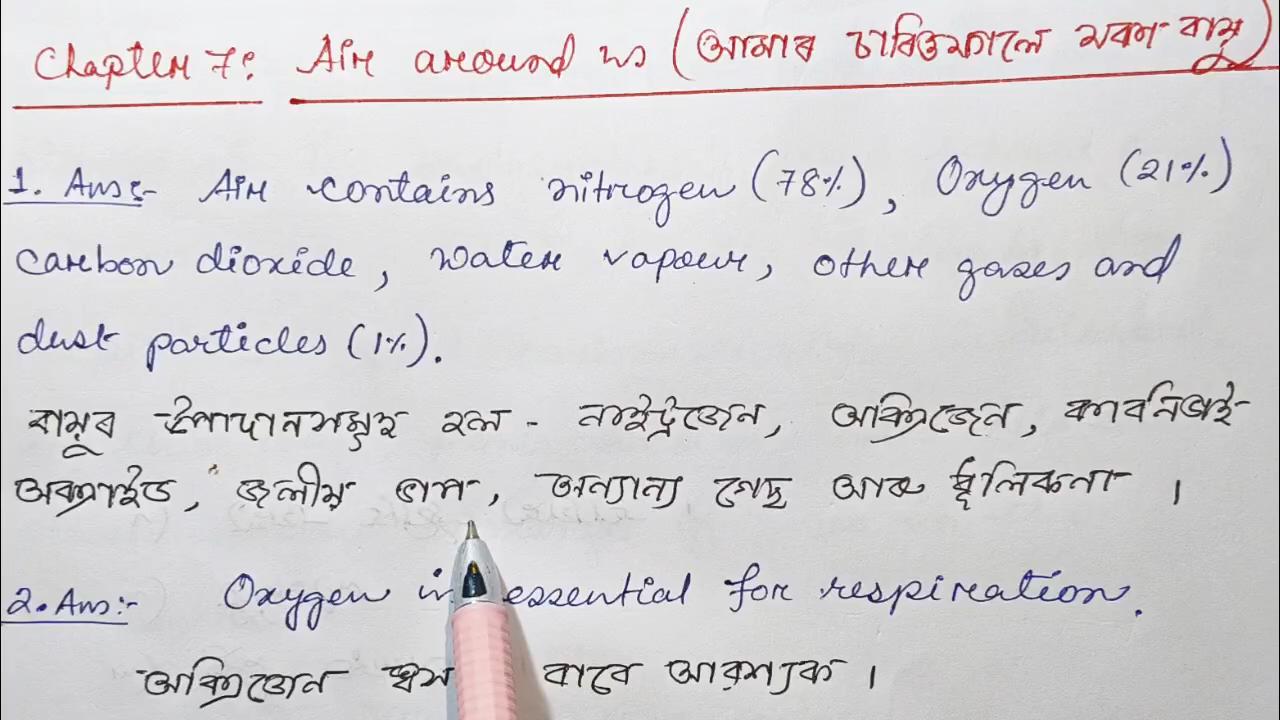 Chapter 7: Air around us (আমাৰ চাৰিওফালে থকা বায়ু)
1. Ans:- Air contains nitrogen (78%), Oxygen (21%)
carbon dioxide, water vapour, other gases and
dust particles (1%).
বায়ুৰ উপাদানসমূহ হল - নাইট্ৰজেন, অক্সিজেন, কাৰ্বনডাই
অক্সাইড, জলীয় ভাপ, অন্যান্য গেছ আৰু ধূলিকনা ।
2. Ans:- Oxygen is essential for respiration.
অক্সিজেন বাবে আৱশ্যক ।